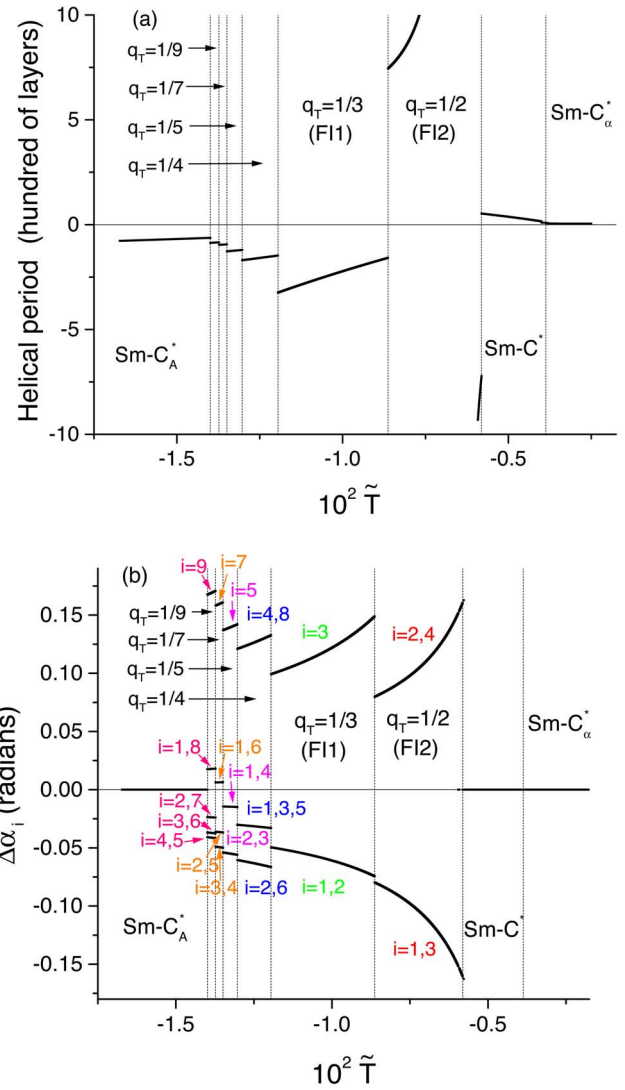 (a)
10
5
0
-5
-10
Helical period (hundred of layers)
q_T=1/9
q_T=1/7
q_T=1/5
q_T=1/4
q_T=1/3
(FI1)
q_T=1/2
(FI2)
Sm-C*_α
Sm-C*_A
Sm-C*
-1.5
-1.0
-0.5
10² T̃
(b)
0.15
0.10
0.05
0.00
-0.05
-0.10
-0.15
Δα_i (radians)
i=9
i=7
i=5
i=4,8
i=3
i=2,4
q_T=1/9
q_T=1/7
q_T=1/5
q_T=1/4
q_T=1/3
(FI1)
q_T=1/2
(FI2)
Sm-C*_α
i=1,8
i=1,6
i=1,4
i=2,7
i=1,3,5
i=3,6
i=4,5
i=2,3
i=2,5
i=3,4
i=2,6
i=1,2
i=1,3
Sm-C*_A
Sm-C*
-1.5
-1.0
-0.5
10² T̃